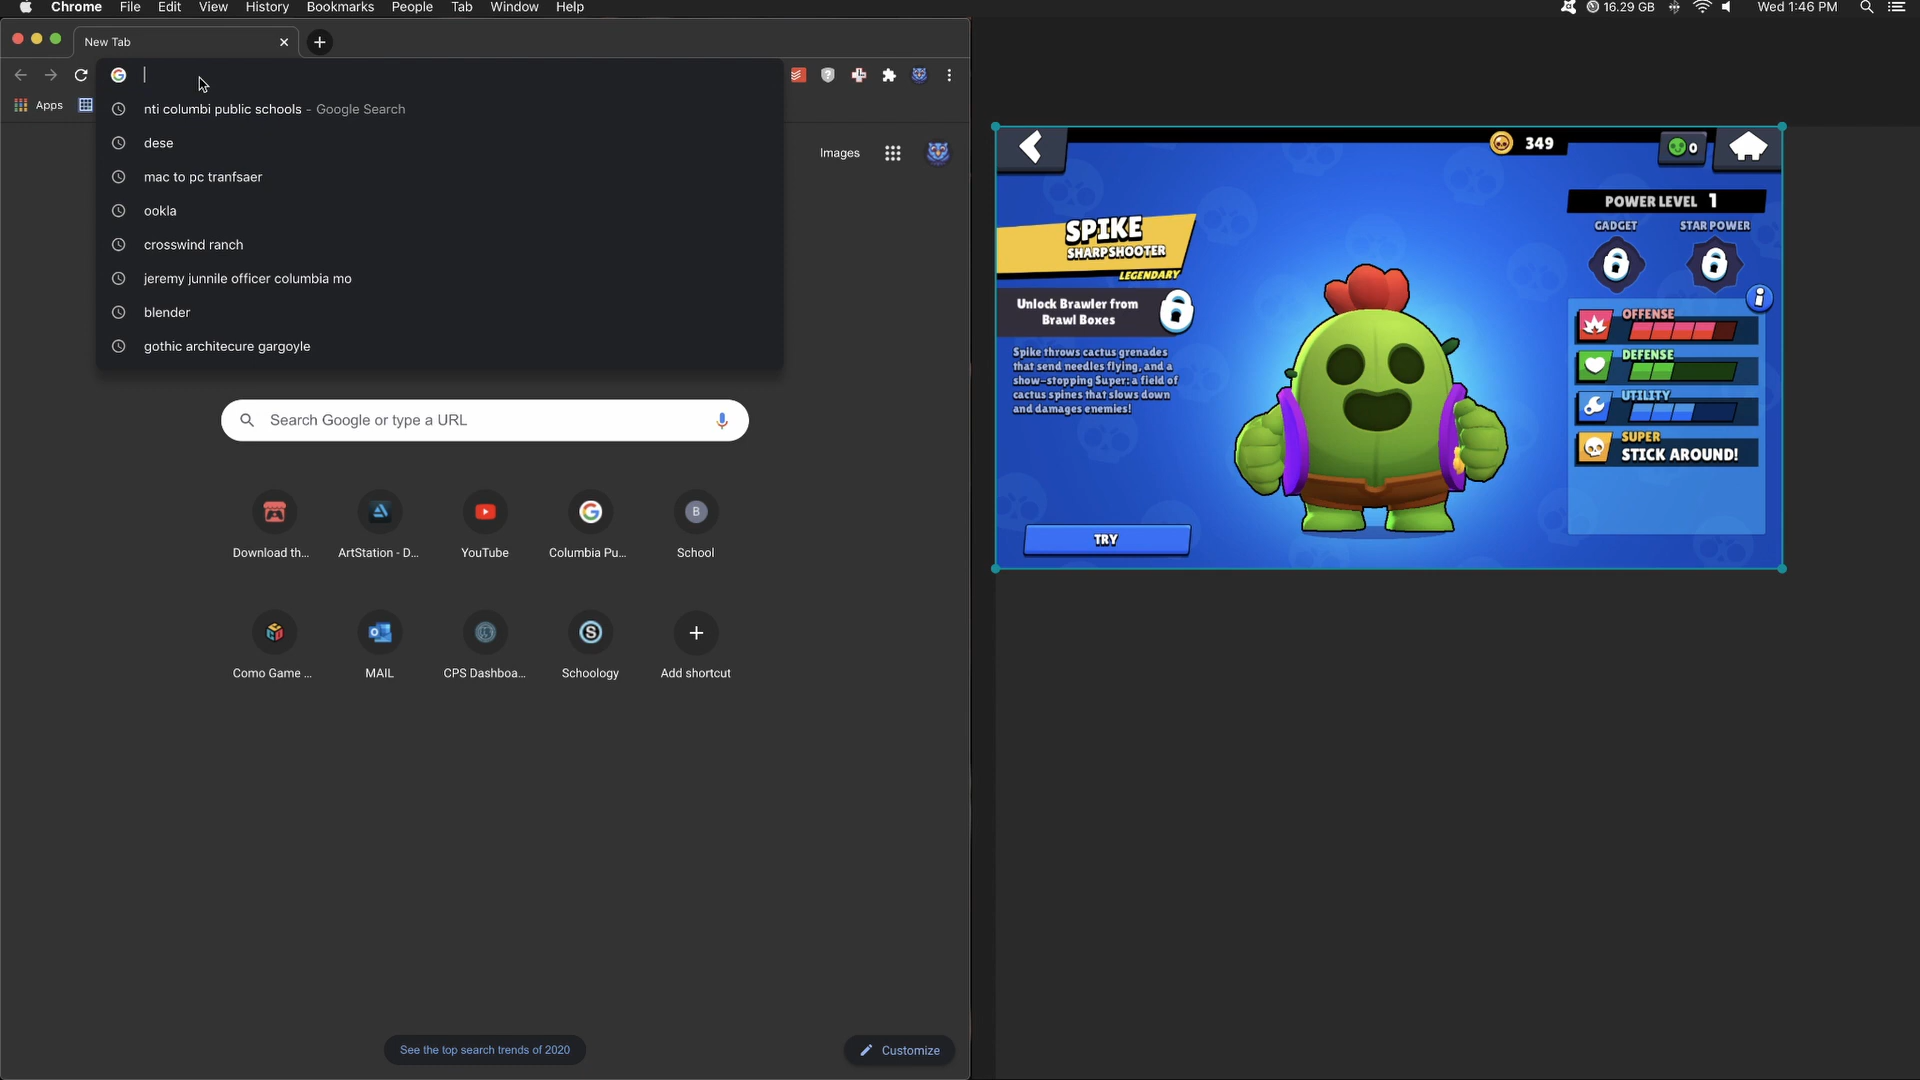 Chrome File Edit View History Bookmarks People Tab Window Help
16.29 GB Wed 1:46 PM
New Tab
nti columbi public schools - Google Search
dese
mac to pc tranfsaer
ookla
crosswind ranch
jeremy junnile officer columbia mo
blender
gothic architecure gargoyle
Apps
Images
Search Google or type a URL
Download th...
ArtStation - D...
YouTube
Columbia Pu...
B
School
Como Game ...
MAIL
CPS Dashboa...
S
Schoology
Add shortcut
See the top search trends of 2020
Customize
349
0
SPIKE
SHARPSHOOTER
LEGENDARY
Unlock Brawler from
Brawl Boxes
Spike throws cactus grenades
that send needles flying, and a
show-stopping Super: a field of
cactus spines that slows down
and damages enemies!
TRY
POWER LEVEL 1
GADGET STAR POWER
OFFENSE
DEFENSE
UTILITY
SUPER
STICK AROUND!